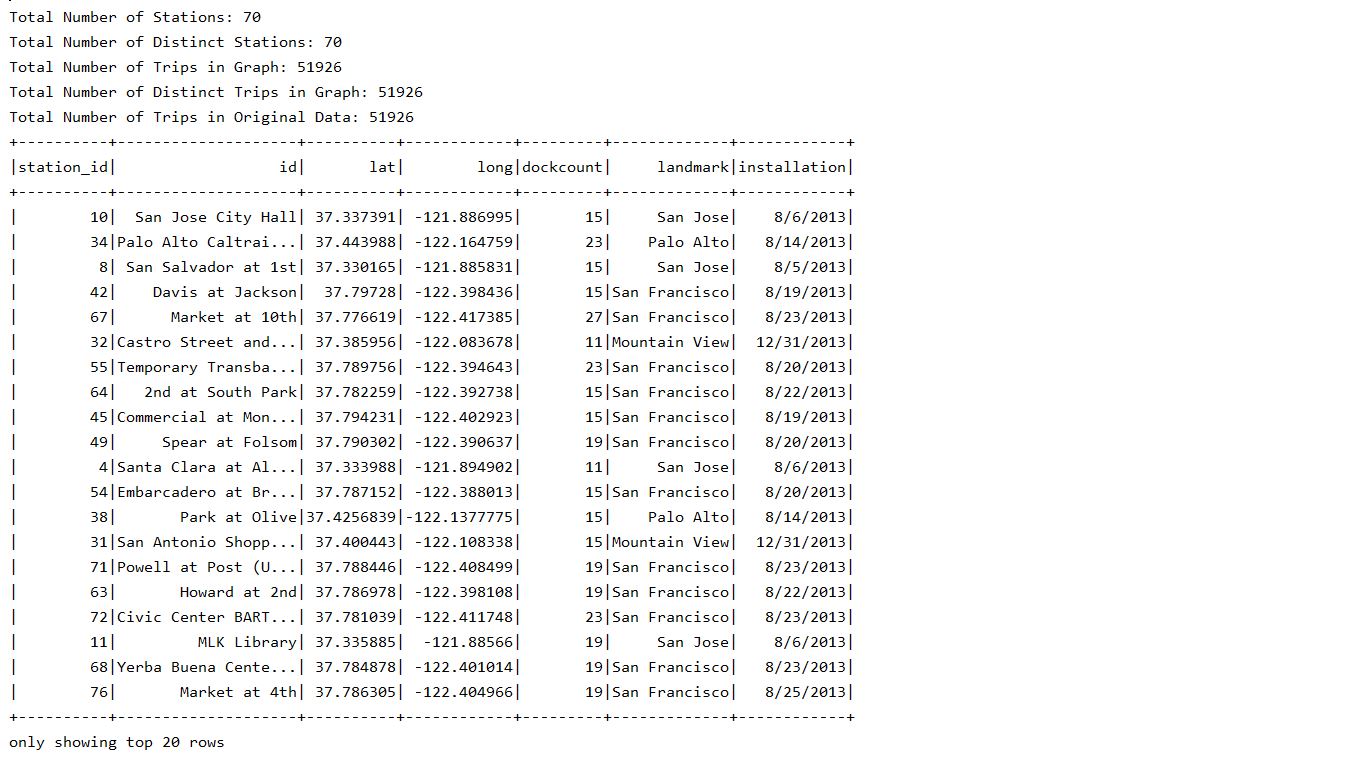 Total Number of Stations: 70
Total Number of Distinct Stations: 70
Total Number of Trips in Graph: 51926
Total Number of Distinct Trips in Graph: 51926
Total Number of Trips in Original Data: 51926
+----------+--------------------+----------+------------+---------+-------------+------------+
|station_id|                  id|       lat|        long|dockcount|     landmark|installation|
+----------+--------------------+----------+------------+---------+-------------+------------+
|        10|  San Jose City Hall| 37.337391| -121.886995|       15|     San Jose|    8/6/2013|
|        34|Palo Alto Caltrai...| 37.443988| -122.164759|       23|    Palo Alto|   8/14/2013|
|         8| San Salvador at 1st| 37.330165| -121.885831|       15|     San Jose|    8/5/2013|
|        42|    Davis at Jackson|  37.79728| -122.398436|       15|San Francisco|   8/19/2013|
|        67|      Market at 10th| 37.776619| -122.417385|       27|San Francisco|   8/23/2013|
|        32|Castro Street and...| 37.385956| -122.083678|       11|Mountain View|  12/31/2013|
|        55|Temporary Transba...| 37.789756| -122.394643|       23|San Francisco|   8/20/2013|
|        64|   2nd at South Park| 37.782259| -122.392738|       15|San Francisco|   8/22/2013|
|        45|Commercial at Mon...| 37.794231| -122.402923|       15|San Francisco|   8/19/2013|
|        49|     Spear at Folsom| 37.790302| -122.390637|       19|San Francisco|   8/20/2013|
|         4|Santa Clara at Al...| 37.333988| -121.894902|       11|     San Jose|    8/6/2013|
|        54|Embarcadero at Br...| 37.787152| -122.388013|       15|San Francisco|   8/20/2013|
|        38|       Park at Olive|37.4256839|-122.1377775|       15|    Palo Alto|   8/14/2013|
|        31|San Antonio Shopp...| 37.400443| -122.108338|       15|Mountain View|  12/31/2013|
|        71|Powell at Post (U...| 37.788446| -122.408499|       19|San Francisco|   8/23/2013|
|        63|       Howard at 2nd| 37.786978| -122.398108|       19|San Francisco|   8/22/2013|
|        72|Civic Center BART...| 37.781039| -122.411748|       23|San Francisco|   8/23/2013|
|        11|         MLK Library| 37.335885|  -121.88566|       19|     San Jose|    8/6/2013|
|        68|Yerba Buena Cente...| 37.784878| -122.401014|       19|San Francisco|   8/23/2013|
|        76|       Market at 4th| 37.786305| -122.404966|       19|San Francisco|   8/25/2013|
+----------+--------------------+----------+------------+---------+-------------+------------+
only showing top 20 rows